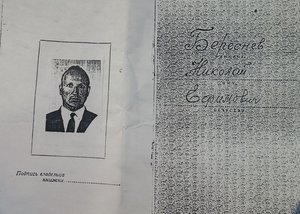 Подпись владельца
книжки
Береснев
Николай
Ефимович